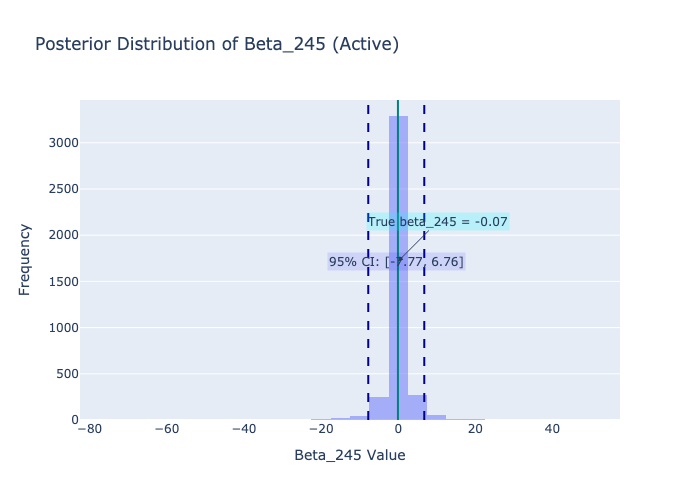 Posterior Distribution of Beta_245 (Active)
Frequency
3000
2500
2000
1500
1000
500
0
True beta_245 = -0.07
95% CI: [-7.77, 6.76]
−80
−60
−40
−20
0
20
40
Beta_245 Value